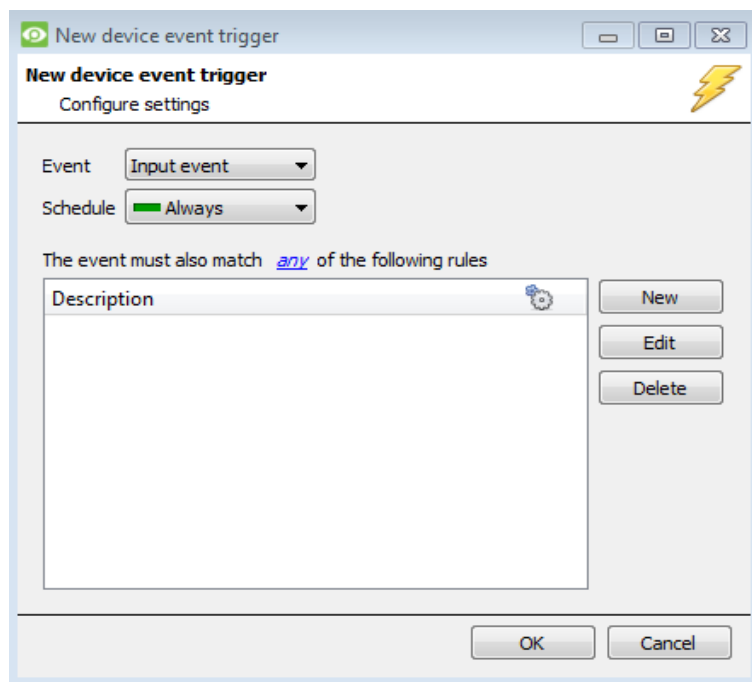 New device event trigger
New device event trigger
Configure settings
Event Input event
Schedule Always
The event must also match any of the following rules
Description
New
Edit
Delete
OK Cancel